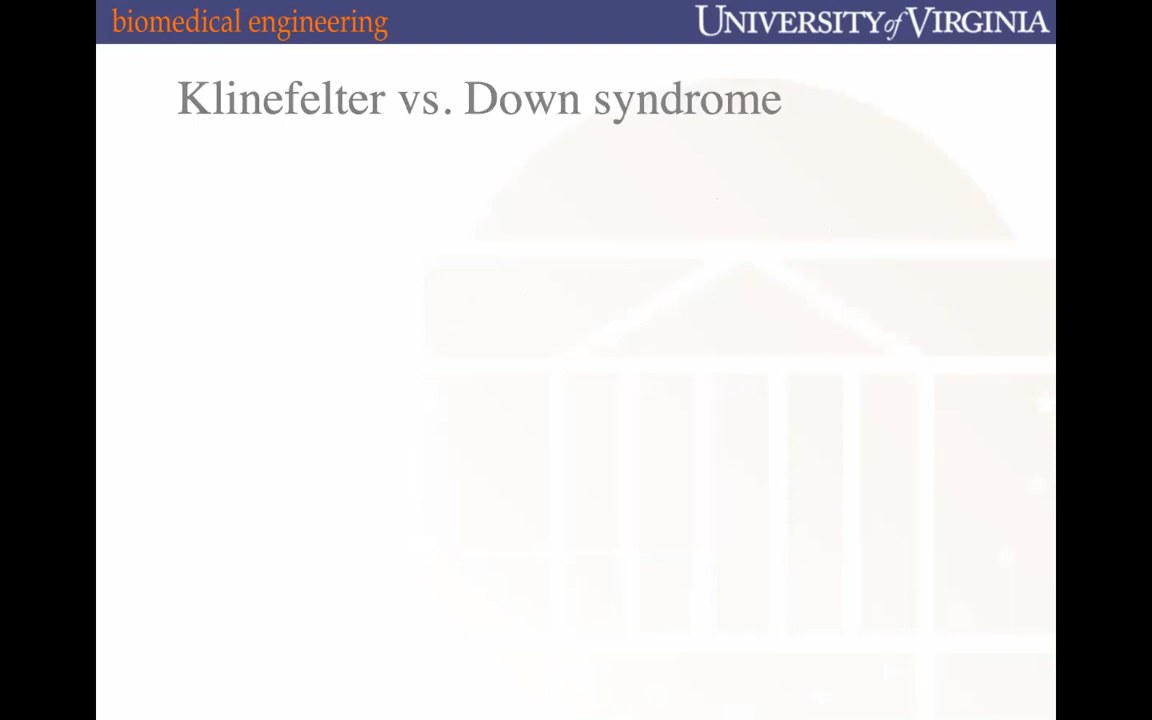 biomedical engineering
UNIVERSITY of VIRGINIA
Klinefelter vs. Down syndrome